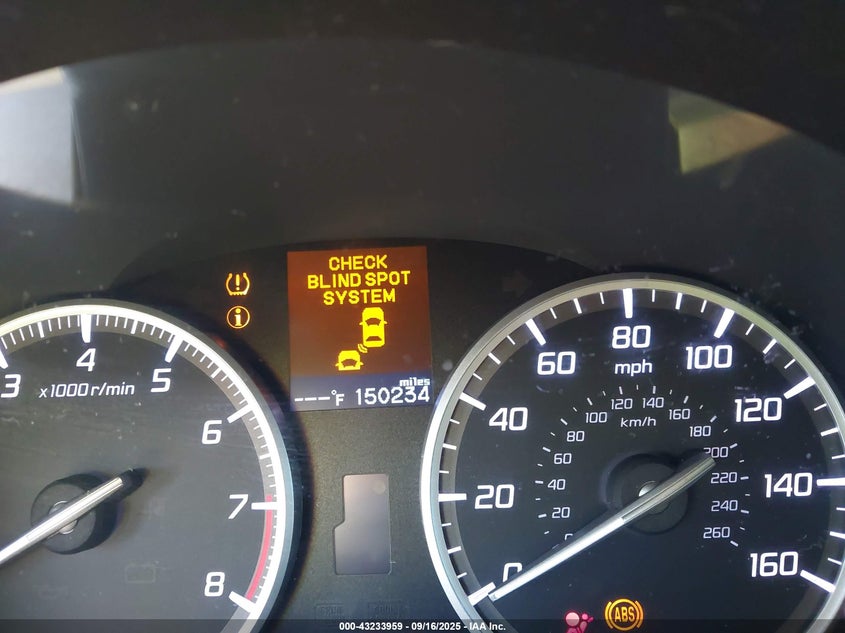 CHECK
BLIND SPOT
SYSTEM
miles
---°F 150234
3 4 5 6 7 8
x1000 r/min
0 20 40 60 80 100 120 140 160
mph
20 40 60 80 100 120 140 160 180 200 220 240 260
km/h
ABS
000-43233959 - 09/16/2025 - IAA Inc.